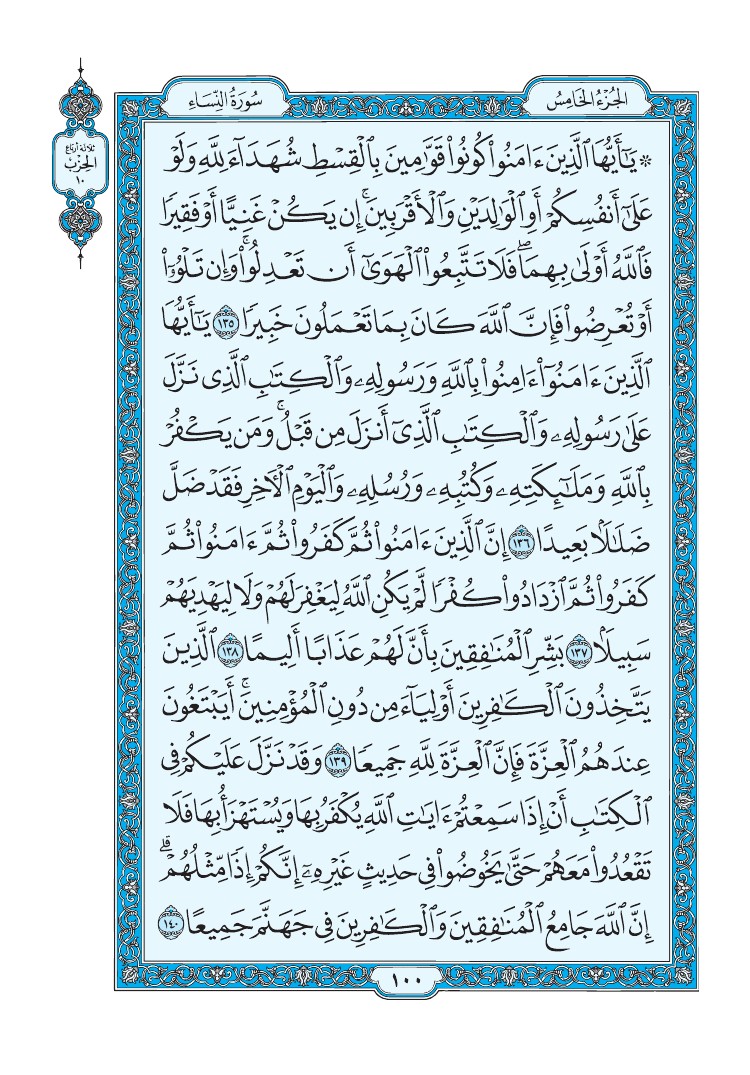 الجُزْءُ الخَامِسُ
سُورَةُ النِّسَاءِ
ثلاثة أرباع
الحِزْبُ
١٠
۞ يَٰٓأَيُّهَا ٱلَّذِينَ ءَامَنُواْ كُونُواْ قَوَّٰمِينَ بِٱلۡقِسۡطِ شُهَدَآءَ لِلَّهِ وَلَوۡ
عَلَىٰٓ أَنفُسِكُمۡ أَوِ ٱلۡوَٰلِدَيۡنِ وَٱلۡأَقۡرَبِينَۚ إِن يَكُنۡ غَنِيًّا أَوۡ فَقِيرٗا
فَٱللَّهُ أَوۡلَىٰ بِهِمَاۖ فَلَا تَتَّبِعُواْ ٱلۡهَوَىٰٓ أَن تَعۡدِلُواْۚ وَإِن تَلۡوُۥٓاْ
أَوۡ تُعۡرِضُواْ فَإِنَّ ٱللَّهَ كَانَ بِمَا تَعۡمَلُونَ خَبِيرٗا ١٣٥ يَٰٓأَيُّهَا
ٱلَّذِينَ ءَامَنُوٓاْ ءَامِنُواْ بِٱللَّهِ وَرَسُولِهِۦ وَٱلۡكِتَٰبِ ٱلَّذِي نَزَّلَ
عَلَىٰ رَسُولِهِۦ وَٱلۡكِتَٰبِ ٱلَّذِيٓ أَنزَلَ مِن قَبۡلُۚ وَمَن يَكۡفُرۡ
بِٱللَّهِ وَمَلَٰٓئِكَتِهِۦ وَكُتُبِهِۦ وَرُسُلِهِۦ وَٱلۡيَوۡمِ ٱلۡأٓخِرِ فَقَدۡ ضَلَّ
ضَلَٰلَۢا بَعِيدًا ١٣٦ إِنَّ ٱلَّذِينَ ءَامَنُواْ ثُمَّ كَفَرُواْ ثُمَّ ءَامَنُواْ ثُمَّ
كَفَرُواْ ثُمَّ ٱزۡدَادُواْ كُفۡرٗا لَّمۡ يَكُنِ ٱللَّهُ لِيَغۡفِرَ لَهُمۡ وَلَا لِيَهۡدِيَهُمۡ
سَبِيلَۢا ١٣٧ بَشِّرِ ٱلۡمُنَٰفِقِينَ بِأَنَّ لَهُمۡ عَذَابًا أَلِيمًا ١٣٨ ٱلَّذِينَ
يَتَّخِذُونَ ٱلۡكَٰفِرِينَ أَوۡلِيَآءَ مِن دُونِ ٱلۡمُؤۡمِنِينَۚ أَيَبۡتَغُونَ
عِندَهُمُ ٱلۡعِزَّةَ فَإِنَّ ٱلۡعِزَّةَ لِلَّهِ جَمِيعٗا ١٣٩ وَقَدۡ نَزَّلَ عَلَيۡكُمۡ فِي
ٱلۡكِتَٰبِ أَنۡ إِذَا سَمِعۡتُمۡ ءَايَٰتِ ٱللَّهِ يُكۡفَرُ بِهَا وَيُسۡتَهۡزَأُ بِهَا فَلَا
تَقۡعُدُواْ مَعَهُمۡ حَتَّىٰ يَخُوضُواْ فِي حَدِيثٍ غَيۡرِهِۦٓ إِنَّكُمۡ إِذٗا مِّثۡلُهُمۡۗ
إِنَّ ٱللَّهَ جَامِعُ ٱلۡمُنَٰفِقِينَ وَٱلۡكَٰفِرِينَ فِي جَهَنَّمَ جَمِيعًا ١٤٠
١٠٠